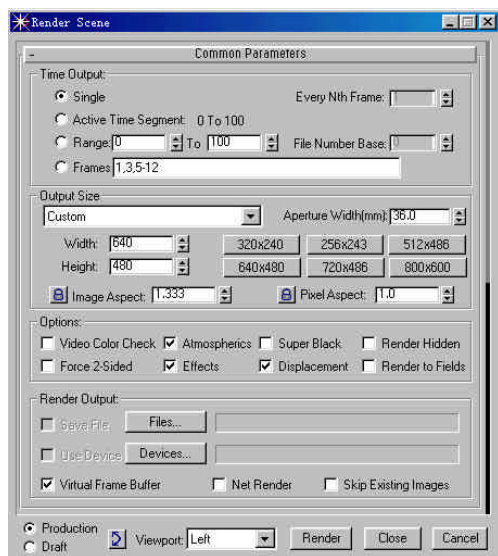 Render Scene
- Common Parameters
Time Output:
Single Every Nth Frame: 1
Active Time Segment: 0 To 100
Range: 0 To 100 File Number Base: 0
Frames 1,3,5-12
Output Size
Custom Aperture Width(mm): 36.0
Width: 640 320x240 256x243 512x486
Height: 480 640x480 720x486 800x600
Image Aspect: 1.333 Pixel Aspect: 1.0
Options:
Video Color Check Atmospherics Super Black Render Hidden
Force 2-Sided Effects Displacement Render to Fields
Render Output:
Save File Files...
Use Device Devices...
Virtual Frame Buffer Net Render Skip Existing Images
Production
Draft Viewport: Left Render Close Cancel